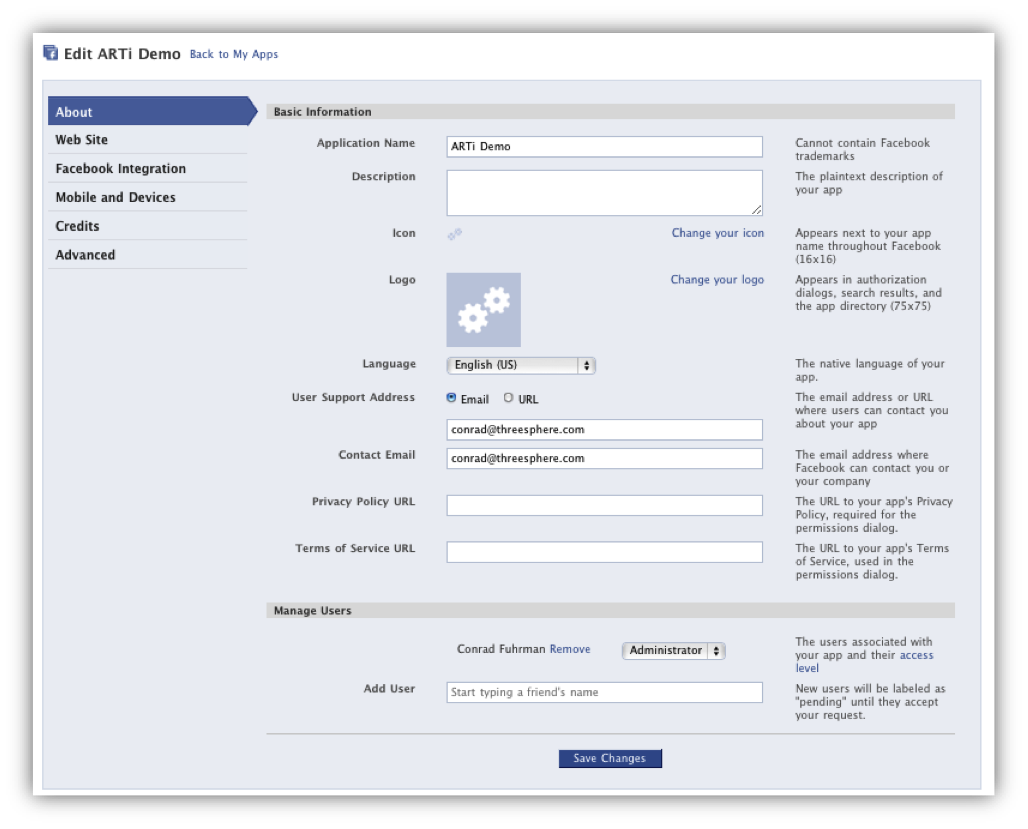 Edit ARTi Demo Back to My Apps
About
Web Site
Facebook Integration
Mobile and Devices
Credits
Advanced
Basic Information
Application Name
ARTi Demo
Cannot contain Facebook
trademarks
Description
The plaintext description of
your app
Icon
Change your icon
Appears next to your app
name throughout Facebook
(16x16)
Logo
Change your logo
Appears in authorization
dialogs, search results, and
the app directory (75x75)
Language
English (US)
The native language of your
app.
User Support Address
Email URL
conrad@threesphere.com
The email address or URL
where users can contact you
about your app
Contact Email
conrad@threesphere.com
The email address where
Facebook can contact you or
your company
Privacy Policy URL
The URL to your app's Privacy
Policy, required for the
permissions dialog.
Terms of Service URL
The URL to your app's Terms
of Service, used in the
permissions dialog.
Manage Users
Conrad Fuhrman Remove
Administrator
The users associated with
your app and their access
level
Add User
Start typing a friend's name
New users will be labeled as
"pending" until they accept
your request.
Save Changes